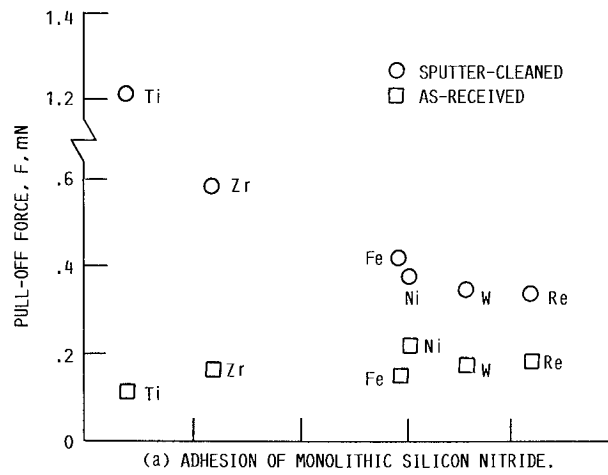 1.4
SPUTTER-CLEANED
AS-RECEIVED
1.2
Ti
PULL-OFF FORCE, F, mN
.6
Zr
Fe
.4
Ni
W
Re
.2
Ni
Zr
Re
W
Fe
Ti
0
(a) ADHESION OF MONOLITHIC SILICON NITRIDE.